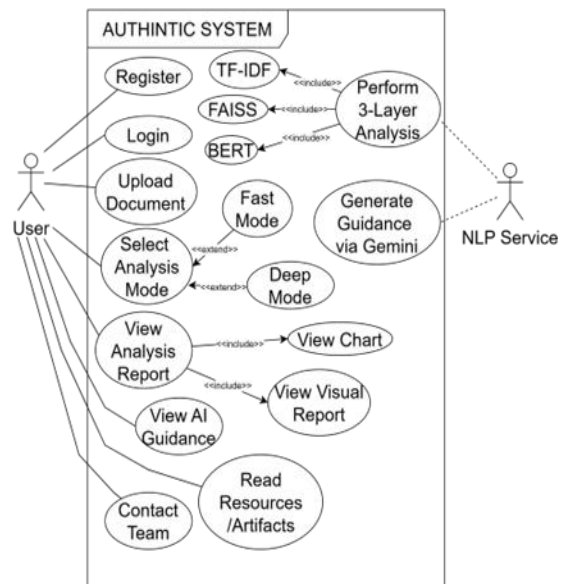 AUTHINTIC SYSTEM
Register
Login
Upload
Document
Select
Analysis
Mode
View
Analysis
Report
View AI
Guidance
Contact
Team
Read
Resources
/Artifacts
User
TF-IDF
FAISS
BERT
<<include>>
<<include>>
<<include>>
Perform
3-Layer
Analysis
Fast
Mode
<<extend>>
Deep
Mode
<<extend>>
Generate
Guidance
via Gemini
NLP Service
<<include>>
View Chart
<<include>>
View Visual
Report